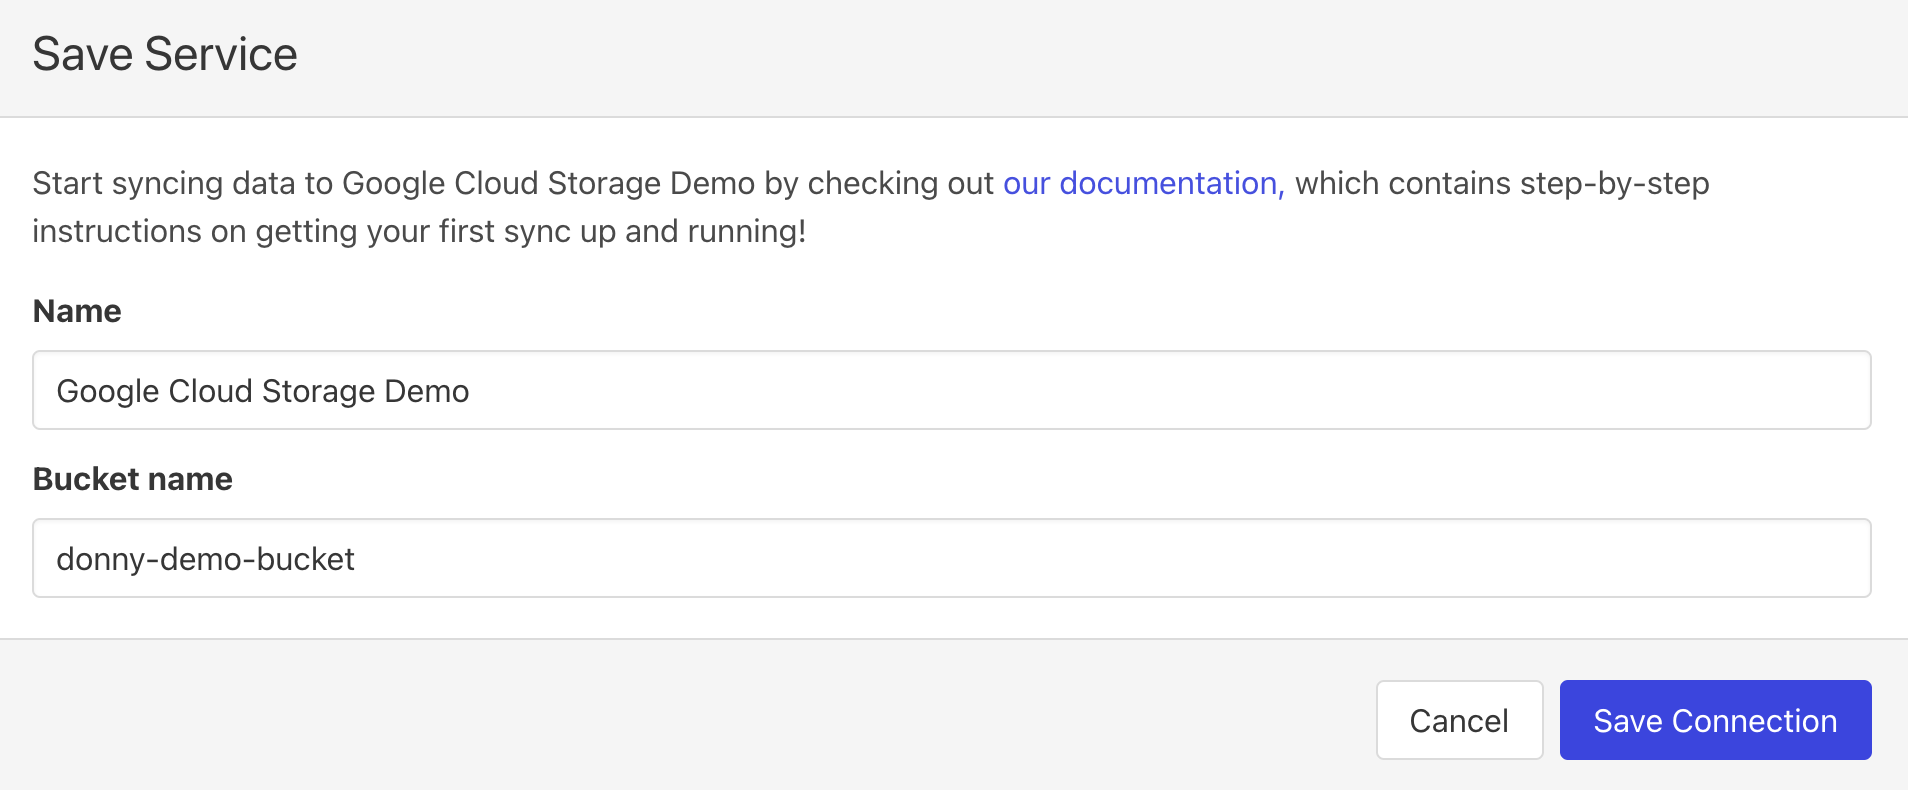 Save Service
Start syncing data to Google Cloud Storage Demo by checking out our documentation, which contains step-by-step
instructions on getting your first sync up and running!
Name
Google Cloud Storage Demo
Bucket name
donny-demo-bucket
Cancel
Save Connection